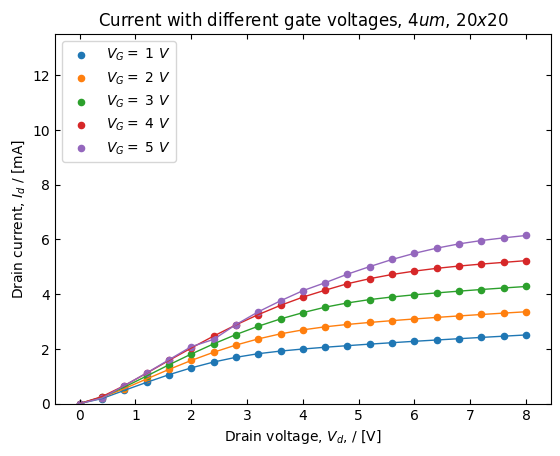 Current with different gate voltages, 4um, 20x20
V_G = 1 V
V_G = 2 V
V_G = 3 V
V_G = 4 V
V_G = 5 V
12
10
8
6
4
2
0
Drain current, I_d / [mA]
0 1 2 3 4 5 6 7 8
Drain voltage, V_d, / [V]